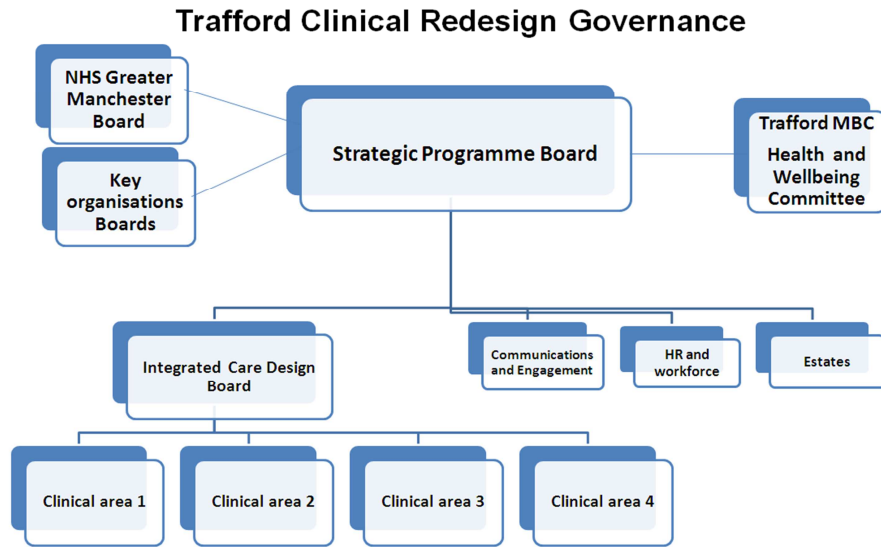 Trafford Clinical Redesign Governance
NHS Greater
Manchester
Board
Key
organisations
Boards
Strategic Programme Board
Trafford MBC
Health and
Wellbeing
Committee
Integrated Care Design
Board
Communications
and Engagement
HR and
workforce
Estates
Clinical area 1
Clinical area 2
Clinical area 3
Clinical area 4